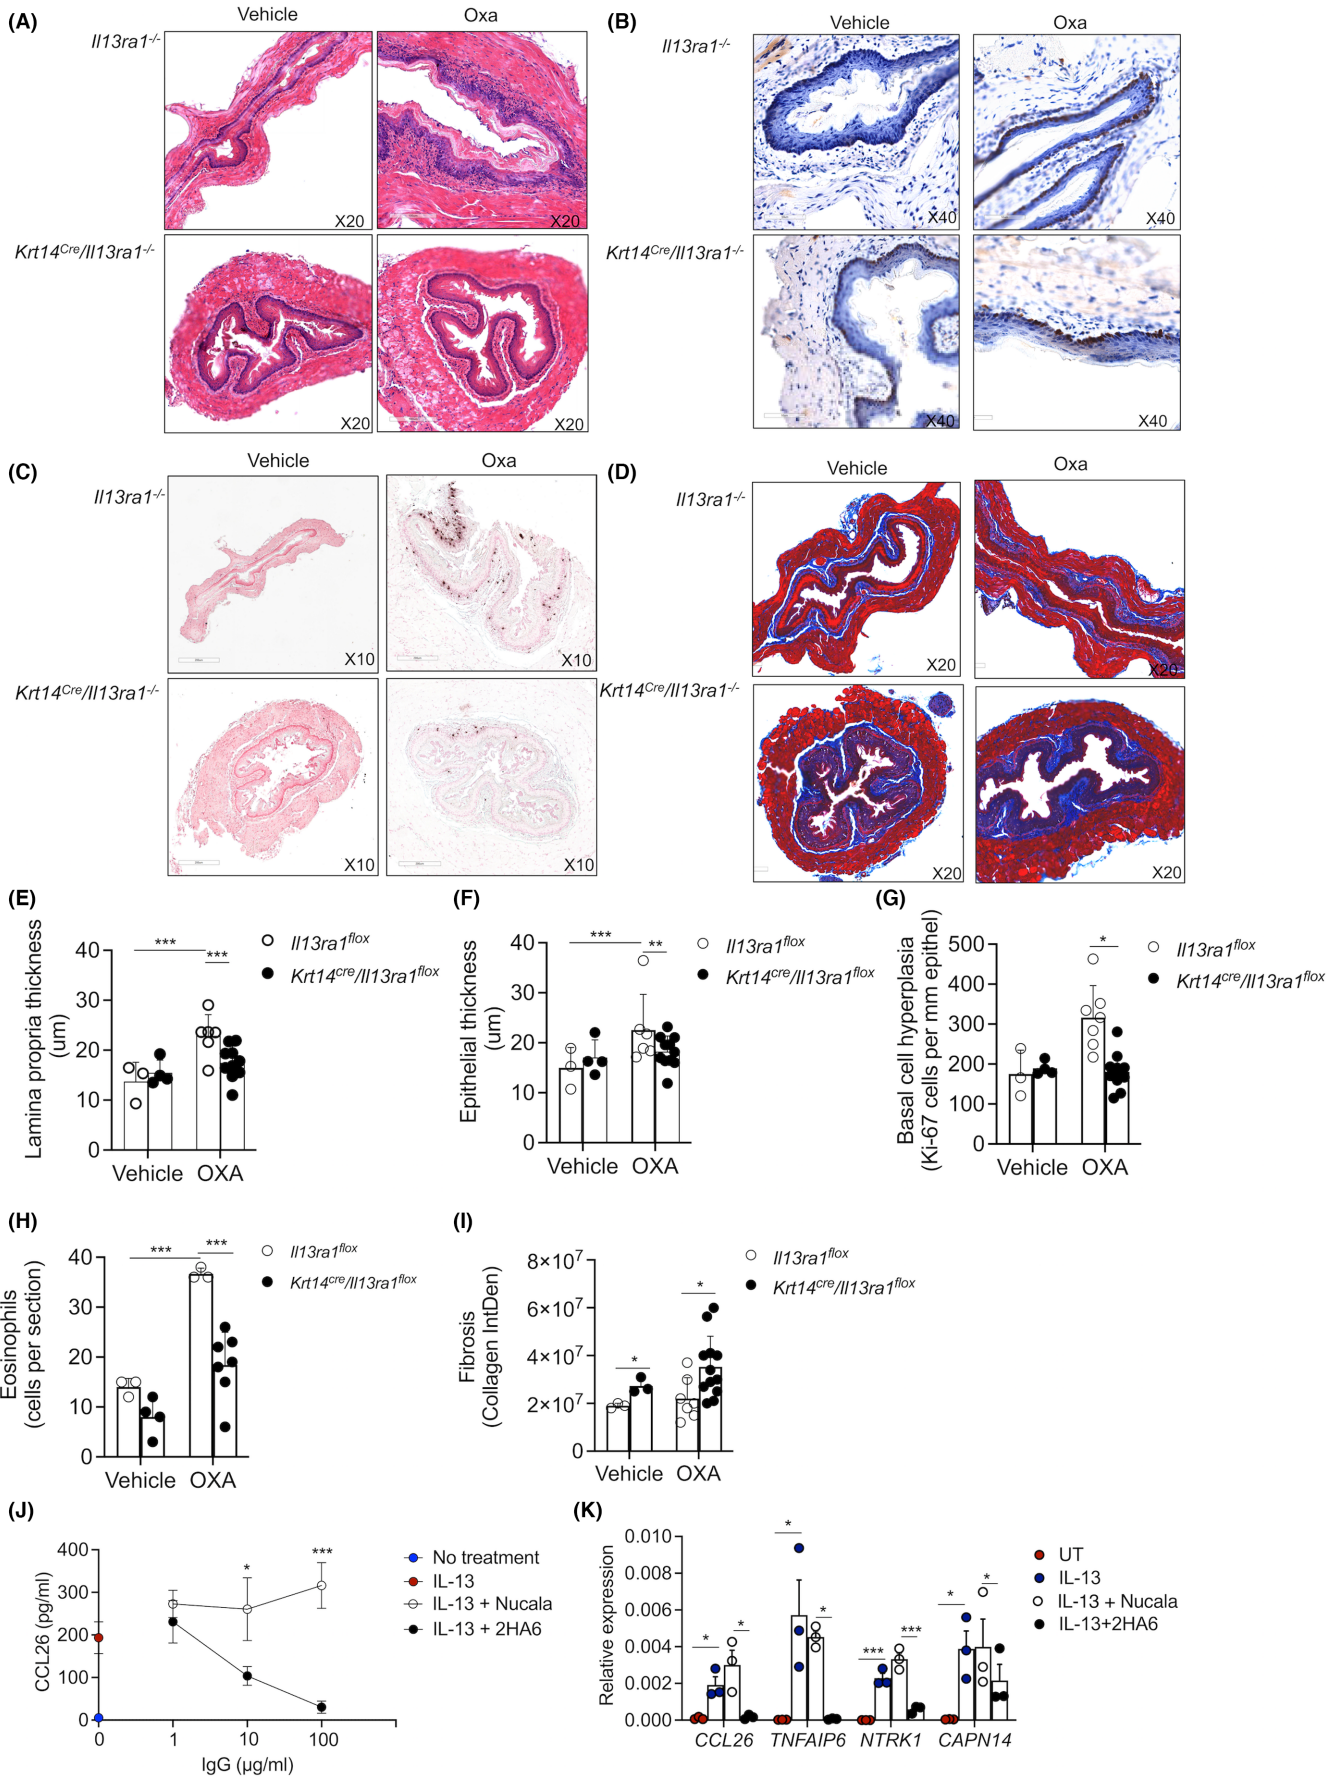 (A)
Vehicle
Oxa
Il13ra1-/-
X20
X20
Krt14Cre/Il13ra1-/-
X20
X20
(B)
Vehicle
Oxa
Il13ra1-/-
X40
X40
Krt14Cre/Il13ra1-/-
X40
X40
(C)
Vehicle
Oxa
Il13ra1-/-
X10
X10
Krt14Cre/Il13ra1-/-
X10
X10
(D)
Vehicle
Oxa
Il13ra1-/-
X20
X20
Krt14Cre/Il13ra1-/-
X20
X20
(E)
Lamina propria thickness
(um)
40
30
20
10
0
***
***
Il13ra1flox
Krt14cre/Il13ra1flox
Vehicle
OXA
(F)
Epithelial thickness
(um)
40
30
20
10
0
***
**
Il13ra1flox
Krt14cre/Il13ra1flox
Vehicle
OXA
(G)
Basal cell hyperplasia
(Ki-67 cells per mm epithel)
500
400
300
200
100
0
*
Il13ra1flox
Krt14cre/Il13ra1flox
Vehicle
OXA
(H)
Eosinophils
(cells per section)
40
30
20
10
0
***
***
Il13ra1flox
Krt14cre/Il13ra1flox
Vehicle
OXA
(I)
Fibrosis
(Collagen IntDen)
8×10⁷
6×10⁷
4×10⁷
2×10⁷
0
*
*
Il13ra1flox
Krt14cre/Il13ra1flox
Vehicle
OXA
(J)
CCL26 (pg/ml)
400
300
200
100
0
*
***
0
1
10
100
IgG (µg/ml)
No treatment
IL-13
IL-13 + Nucala
IL-13 + 2HA6
(K)
Relative expression
0.010
0.008
0.006
0.004
0.002
0.000
*
*
*
*
***
***
*
*
CCL26
TNFAIP6
NTRK1
CAPN14
UT
IL-13
IL-13 + Nucala
IL-13+2HA6